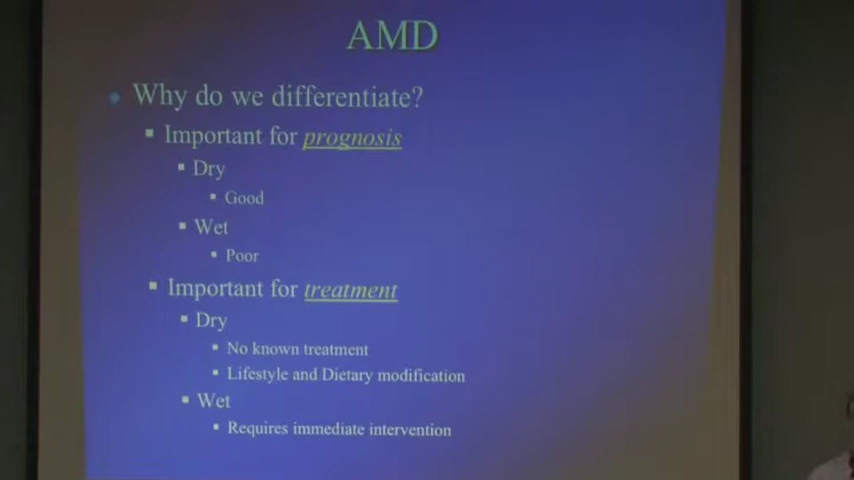 AMD
Why do we differentiate?
Important for prognosis
Dry
Good
Wet
Poor
Important for treatment
Dry
No known treatment
Lifestyle and Dietary modification
Wet
Requires immediate intervention